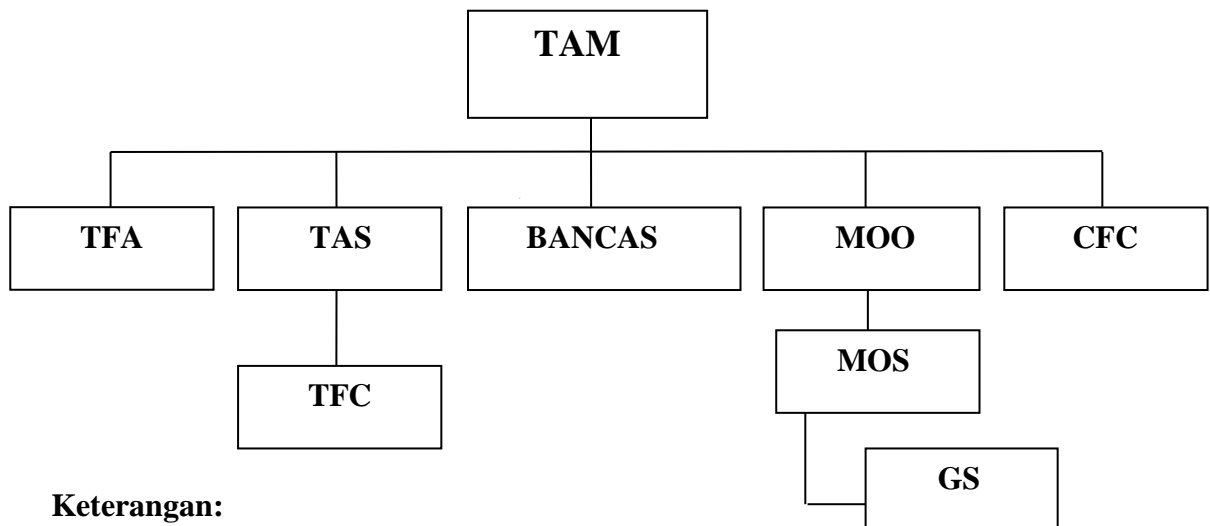 TAM
TFA
TAS
BANCAS
MOO
CFC
MOS
TFC
GS
Keterangan: